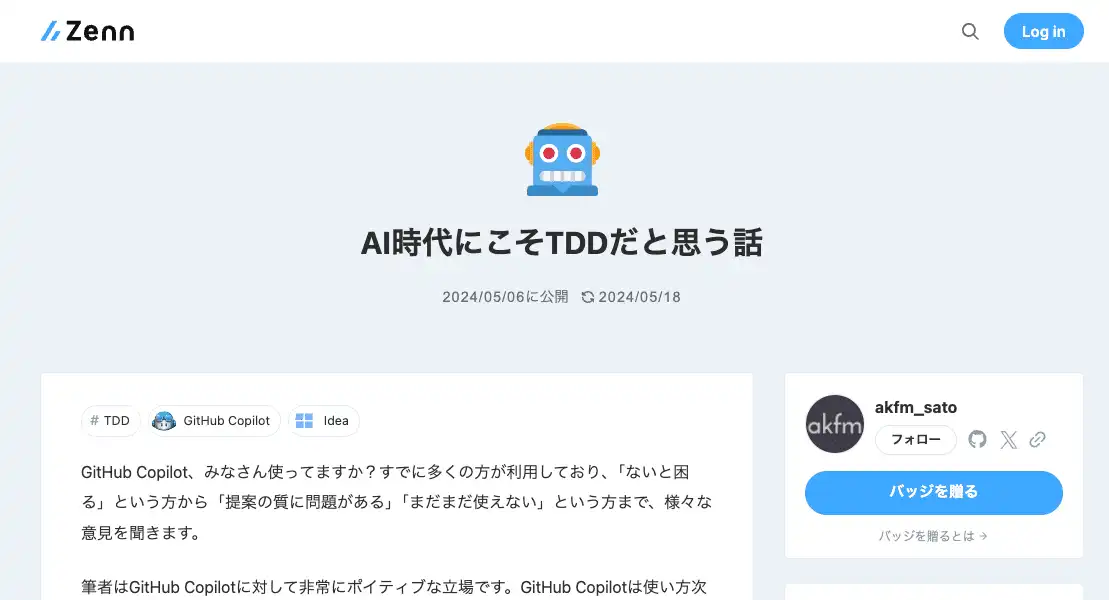 Zenn
Log in
AI時代にこそTDDだと思う話
2024/05/06に公開 2024/05/18
# TDD GitHub Copilot Idea
GitHub Copilot、みなさん使ってますか？すでに多くの方が利用しており、「ないと困
る」という方から「提案の質に問題がある」「まだまだ使えない」という方まで、様々な
意見を聞きます。
筆者はGitHub Copilotに対して非常にポイティブな立場です。GitHub Copilotは使い方次
akfm
akfm_sato
フォロー
バッジを贈る
バッジを贈るとは →